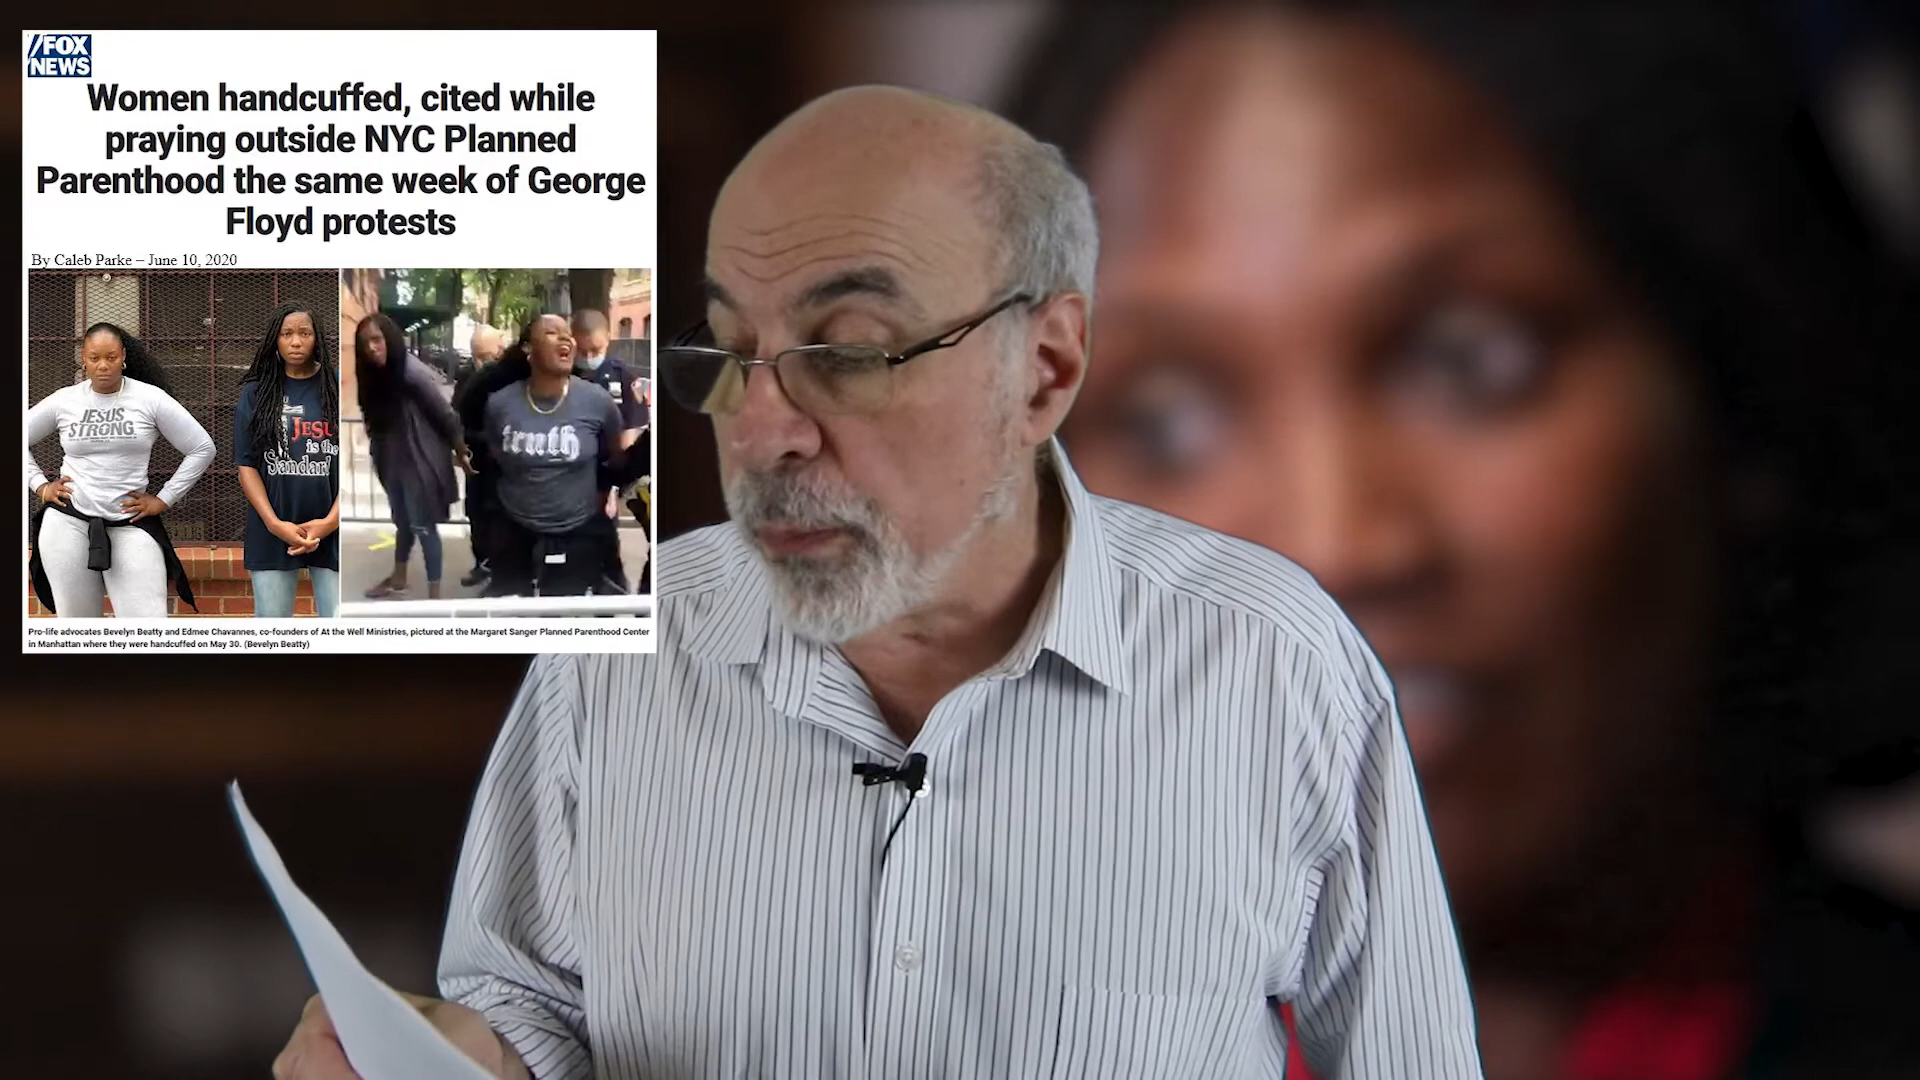 FOX
NEWS
Women handcuffed, cited while
praying outside NYC Planned
Parenthood the same week of George
Floyd protests
By Caleb Parke – June 10, 2020
JESUS
STRONG
JESU
is the
Standard
truth
Pro-life advocates Bevelyn Beatty and Edmee Chavannes, co-founders of At the Well Ministries, pictured at the Margaret Sanger Planned Parenthood Center
in Manhattan where they were handcuffed on May 30. (Bevelyn Beatty)